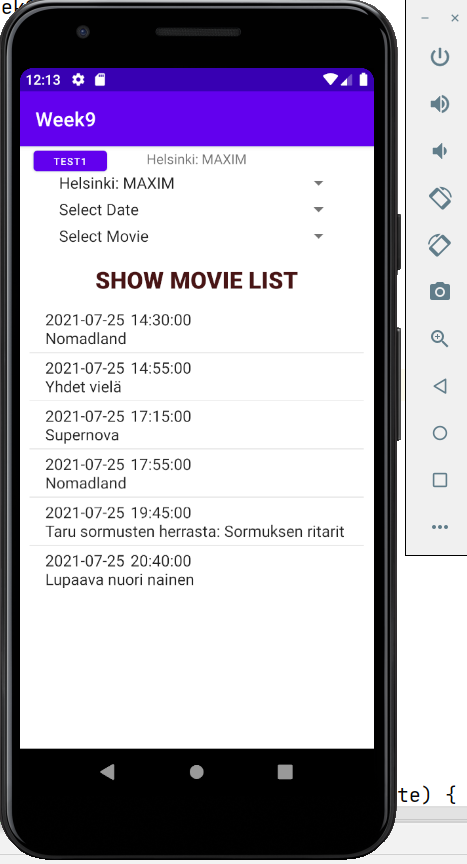 ek
12:13
Week9
TEST1
Helsinki: MAXIM
Helsinki: MAXIM
Select Date
Select Movie
SHOW MOVIE LIST
2021-07-25 14:30:00
Nomadland
2021-07-25 14:55:00
Yhdet vielä
2021-07-25 17:15:00
Supernova
2021-07-25 17:55:00
Nomadland
2021-07-25 19:45:00
Taru sormusten herrasta: Sormuksen ritarit
2021-07-25 20:40:00
Lupaava nuori nainen
te) {